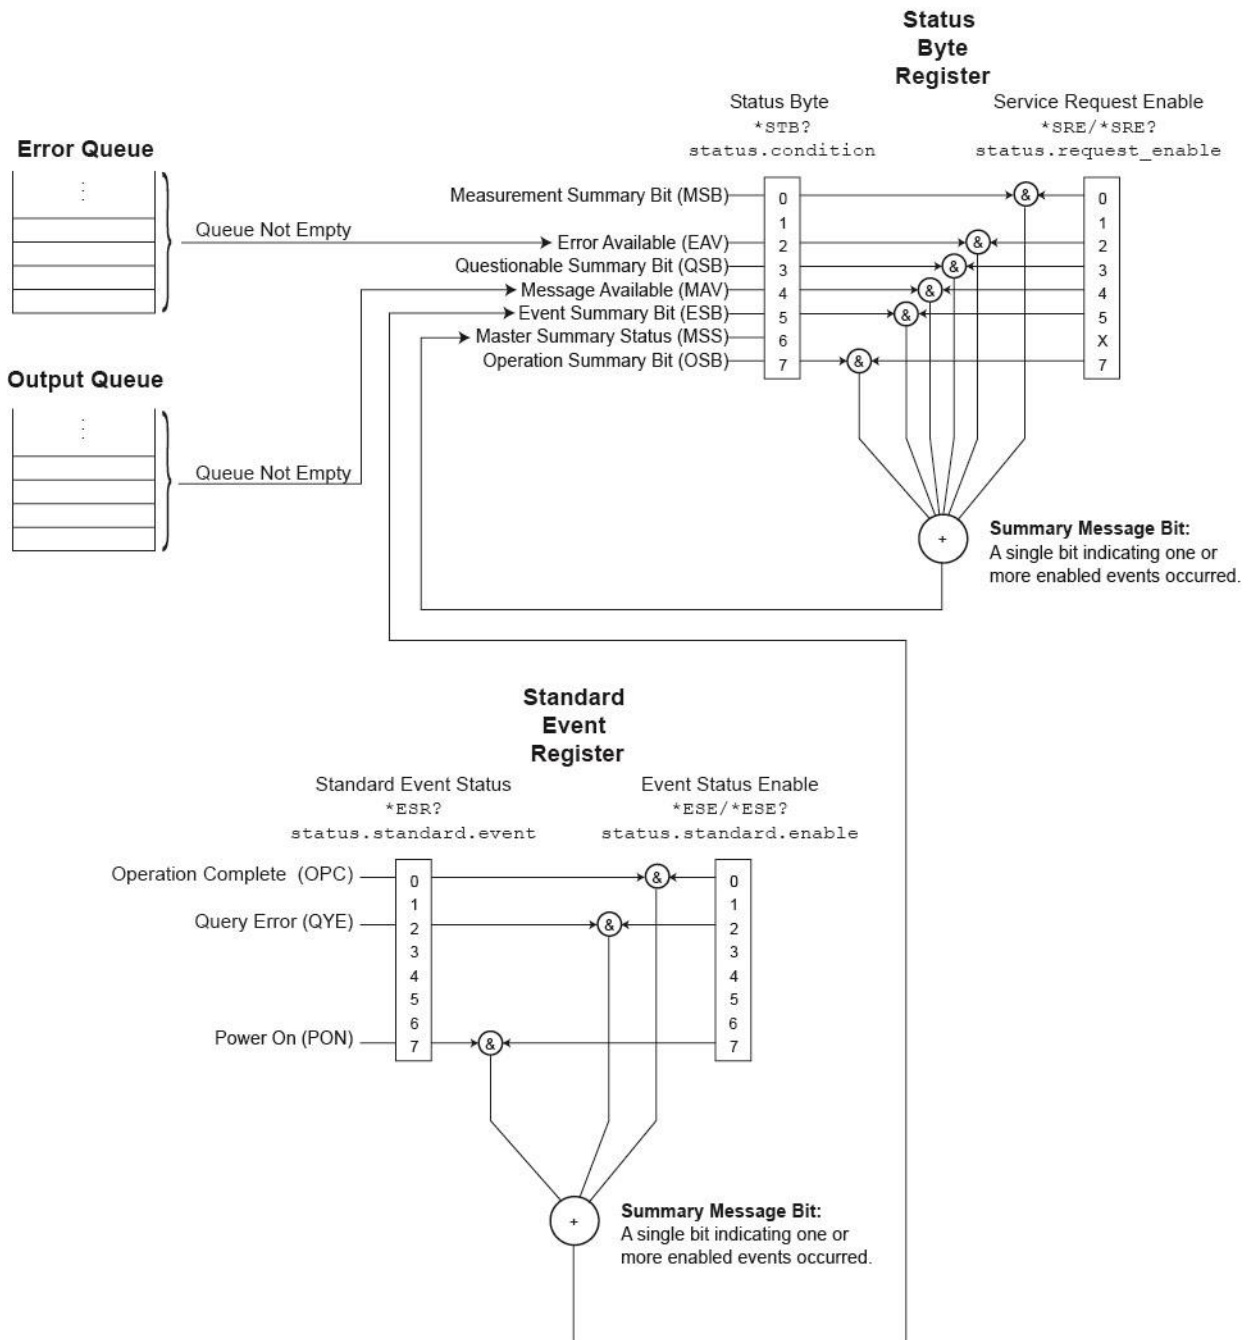 Status
Byte
Register
Status Byte
*STB?
status.condition
Service Request Enable
*SRE/*SRE?
status.request_enable
Error Queue
Queue Not Empty
Measurement Summary Bit (MSB)
Error Available (EAV)
Questionable Summary Bit (QSB)
Message Available (MAV)
Event Summary Bit (ESB)
Master Summary Status (MSS)
Operation Summary Bit (OSB)
0
1
2
3
4
5
6
7
&
&
&
&
&
&
0
1
2
3
4
5
X
7
Output Queue
Queue Not Empty
+
Summary Message Bit:
A single bit indicating one or
more enabled events occurred.
Standard
Event
Register
Standard Event Status
*ESR?
status.standard.event
Event Status Enable
*ESE/*ESE?
status.standard.enable
Operation Complete (OPC)
Query Error (QYE)
Power On (PON)
0
1
2
3
4
5
6
7
&
&
&
0
1
2
3
4
5
6
7
+
Summary Message Bit:
A single bit indicating one or
more enabled events occurred.